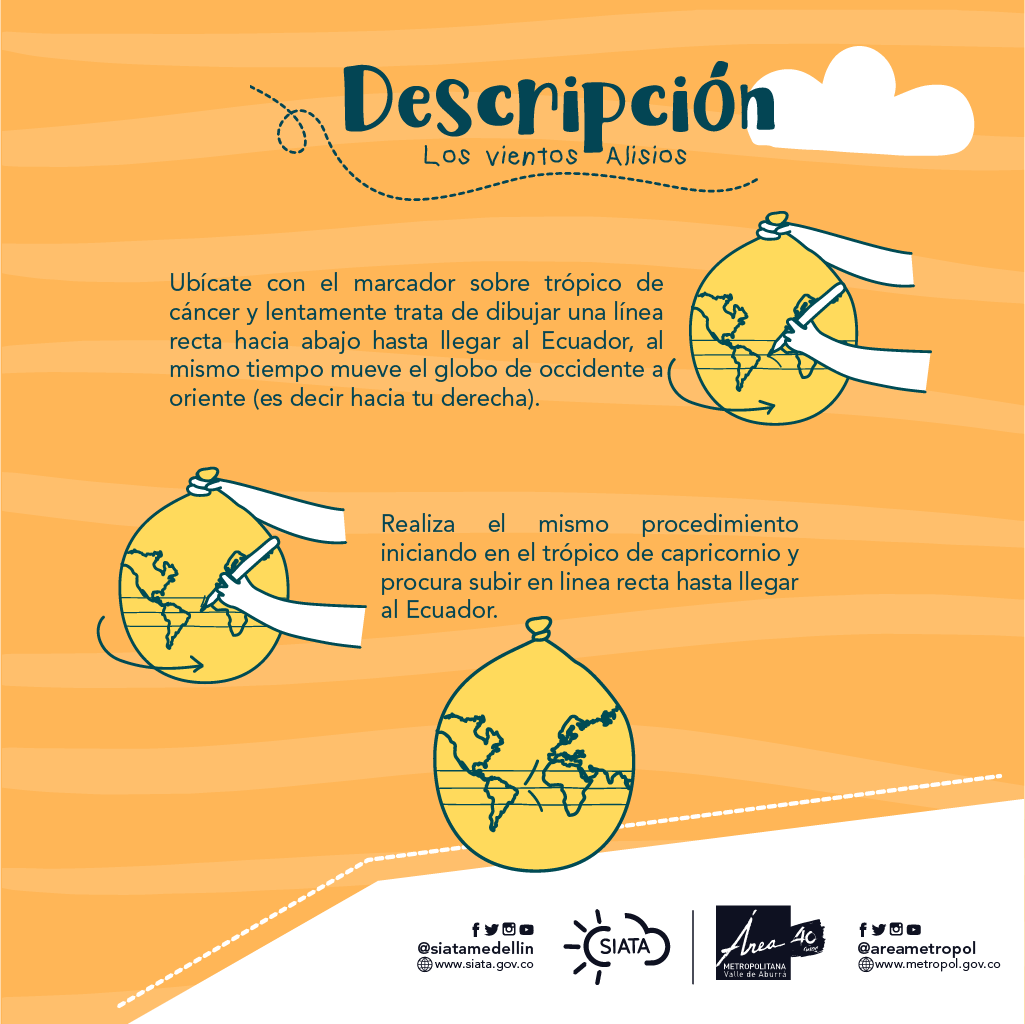 Descripción
Los vientos Alisios
Ubícate con el marcador sobre trópico de
cáncer y lentamente trata de dibujar una línea
recta hacia abajo hasta llegar al Ecuador, al
mismo tiempo mueve el globo de occidente a
oriente (es decir hacia tu derecha).
Realiza el mismo procedimiento
iniciando en el trópico de capricornio y
procura subir en linea recta hasta llegar
al Ecuador.
@siatamedellin
www.siata.gov.co
SIATA
Área
40
METROPOLITANA
Valle de Aburrá
@areametropol
www.metropol.gov.co